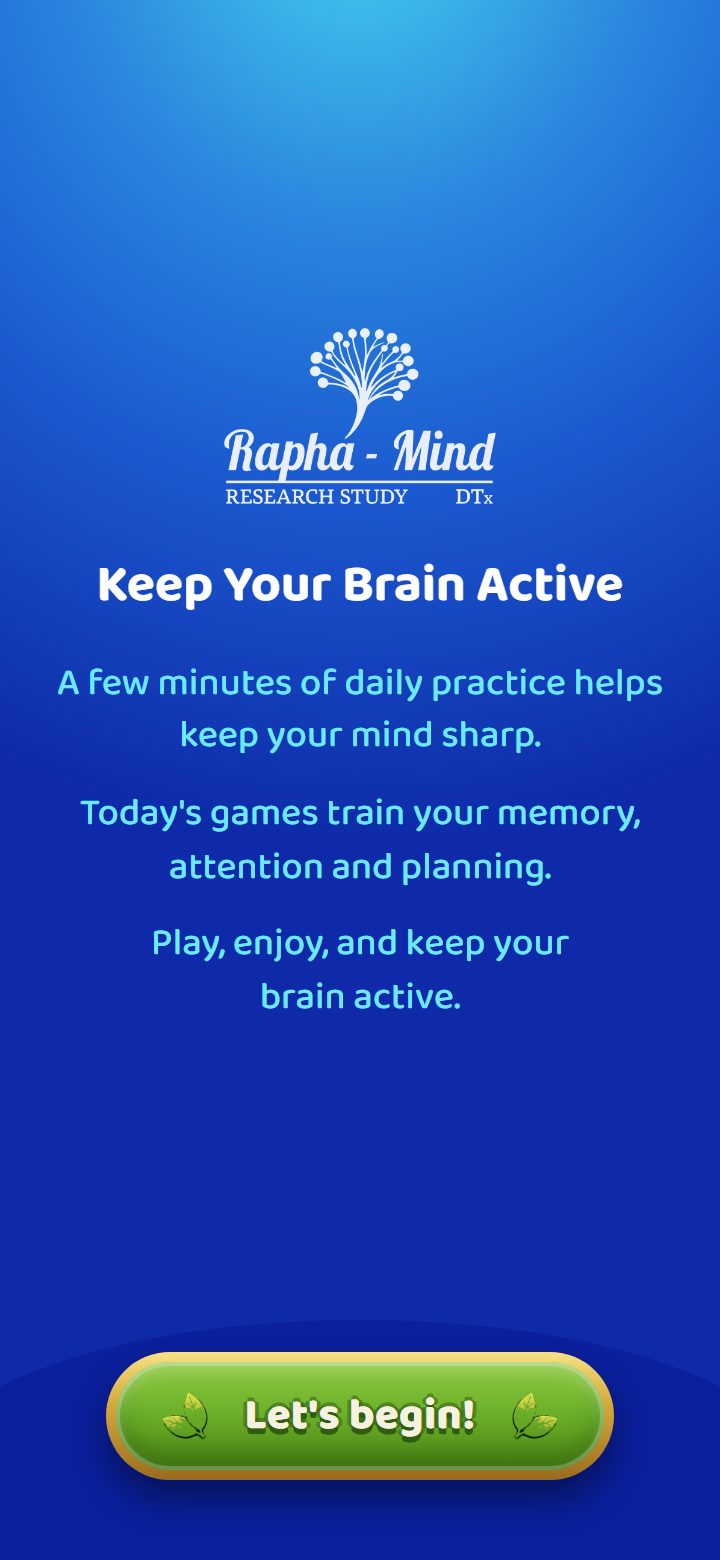 Rapha - Mind
RESEARCH STUDY DTx
Keep Your Brain Active
A few minutes of daily practice helps
keep your mind sharp.
Today's games train your memory,
attention and planning.
Play, enjoy, and keep your
brain active.
Let's begin!